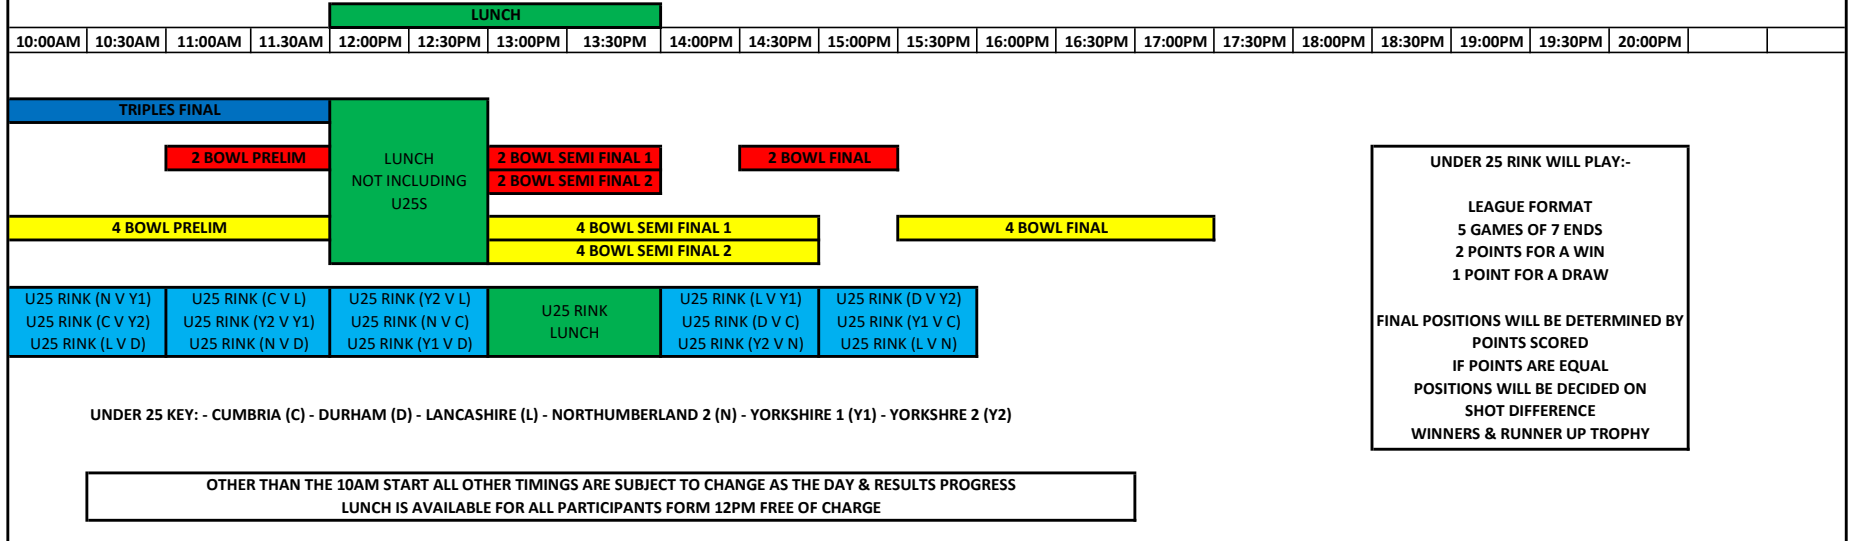 LUNCH
10:00AM 10:30AM 11:00AM 11.30AM 12:00PM 12:30PM 13:00PM 13:30PM 14:00PM 14:30PM 15:00PM 15:30PM 16:00PM 16:30PM 17:00PM 17:30PM 18:00PM 18:30PM 19:00PM 19:30PM 20:00PM
TRIPLES FINAL
2 BOWL PRELIM
LUNCH
NOT INCLUDING
U25S
2 BOWL SEMI FINAL 1
2 BOWL SEMI FINAL 2
2 BOWL FINAL
4 BOWL PRELIM
4 BOWL SEMI FINAL 1
4 BOWL SEMI FINAL 2
4 BOWL FINAL
U25 RINK (N V Y1)
U25 RINK (C V Y2)
U25 RINK (L V D)
U25 RINK (C V L)
U25 RINK (Y2 V Y1)
U25 RINK (N V D)
U25 RINK (Y2 V L)
U25 RINK (N V C)
U25 RINK (Y1 V D)
U25 RINK
LUNCH
U25 RINK (L V Y1)
U25 RINK (D V C)
U25 RINK (Y2 V N)
U25 RINK (D V Y2)
U25 RINK (Y1 V C)
U25 RINK (L V N)
UNDER 25 RINK WILL PLAY:-
LEAGUE FORMAT
5 GAMES OF 7 ENDS
2 POINTS FOR A WIN
1 POINT FOR A DRAW
FINAL POSITIONS WILL BE DETERMINED BY
POINTS SCORED
IF POINTS ARE EQUAL
POSITIONS WILL BE DECIDED ON
SHOT DIFFERENCE
WINNERS & RUNNER UP TROPHY
UNDER 25 KEY: - CUMBRIA (C) - DURHAM (D) - LANCASHIRE (L) - NORTHUMBERLAND 2 (N) - YORKSHIRE 1 (Y1) - YORKSHRE 2 (Y2)
OTHER THAN THE 10AM START ALL OTHER TIMINGS ARE SUBJECT TO CHANGE AS THE DAY & RESULTS PROGRESS
LUNCH IS AVAILABLE FOR ALL PARTICIPANTS FORM 12PM FREE OF CHARGE